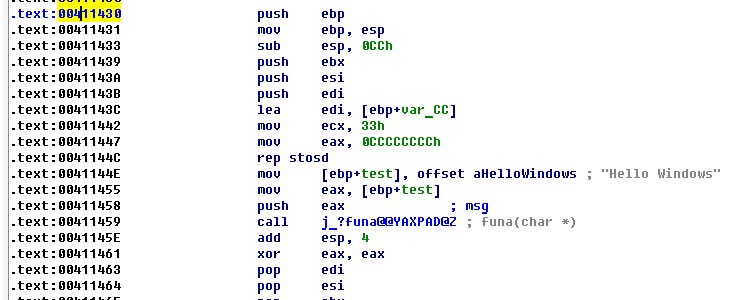 .text:00411430 push ebp
.text:00411431 mov ebp, esp
.text:00411433 sub esp, 0CCh
.text:00411439 push ebx
.text:0041143A push esi
.text:0041143B push edi
.text:0041143C lea edi, [ebp+var_CC]
.text:00411442 mov ecx, 33h
.text:00411447 mov eax, 0CCCCCCCCh
.text:0041144C rep stosd
.text:0041144E mov [ebp+test], offset aHelloWindows ; "Hello Windows"
.text:00411455 mov eax, [ebp+test]
.text:00411458 push eax ; msg
.text:00411459 call j_?funa@@YAXPAD@Z ; funa(char *)
.text:0041145E add esp, 4
.text:00411461 xor eax, eax
.text:00411463 pop edi
.text:00411464 pop esi